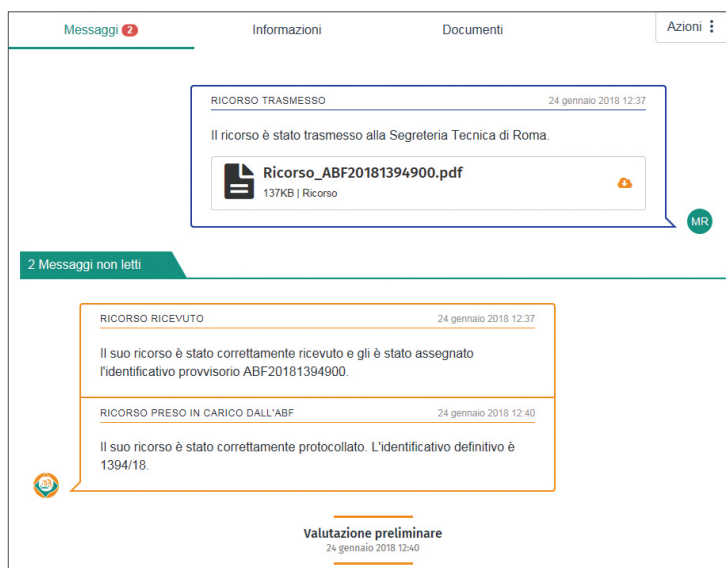 Messaggi 2
Informazioni
Documenti
Azioni
RICORSO TRASMESSO
24 gennaio 2018 12:37
Il ricorso è stato trasmesso alla Segreteria Tecnica di Roma.
Ricorso_ABF20181394900.pdf
137KB | Ricorso
MR
2 Messaggi non letti
RICORSO RICEVUTO
24 gennaio 2018 12:37
Il suo ricorso è stato correttamente ricevuto e gli è stato assegnato
l'identificativo provvisorio ABF20181394900.
RICORSO PRESO IN CARICO DALL'ABF
24 gennaio 2018 12:40
Il suo ricorso è stato correttamente protocollato. L'identificativo definitivo è
1394/18.
Valutazione preliminare
24 gennaio 2018 12:40